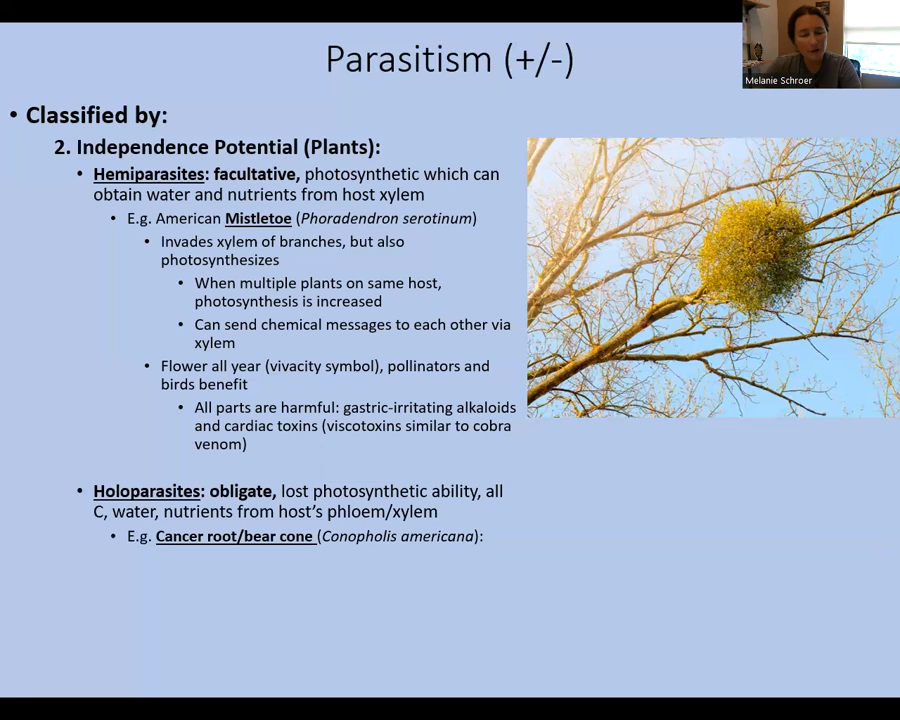 Parasitism (+/-)
Melanie Schroer
• Classified by:
2. Independence Potential (Plants):
• Hemiparasites: facultative, photosynthetic which can
obtain water and nutrients from host xylem
• E.g. American Mistletoe (Phoradendron serotinum)
• Invades xylem of branches, but also
photosynthesizes
• When multiple plants on same host,
photosynthesis is increased
• Can send chemical messages to each other via
xylem
• Flower all year (vivacity symbol), pollinators and
birds benefit
• All parts are harmful: gastric-irritating alkaloids
and cardiac toxins (viscotoxins similar to cobra
venom)
• Holoparasites: obligate, lost photosynthetic ability, all
C, water, nutrients from host’s phloem/xylem
• E.g. Cancer root/bear cone (Conopholis americana):